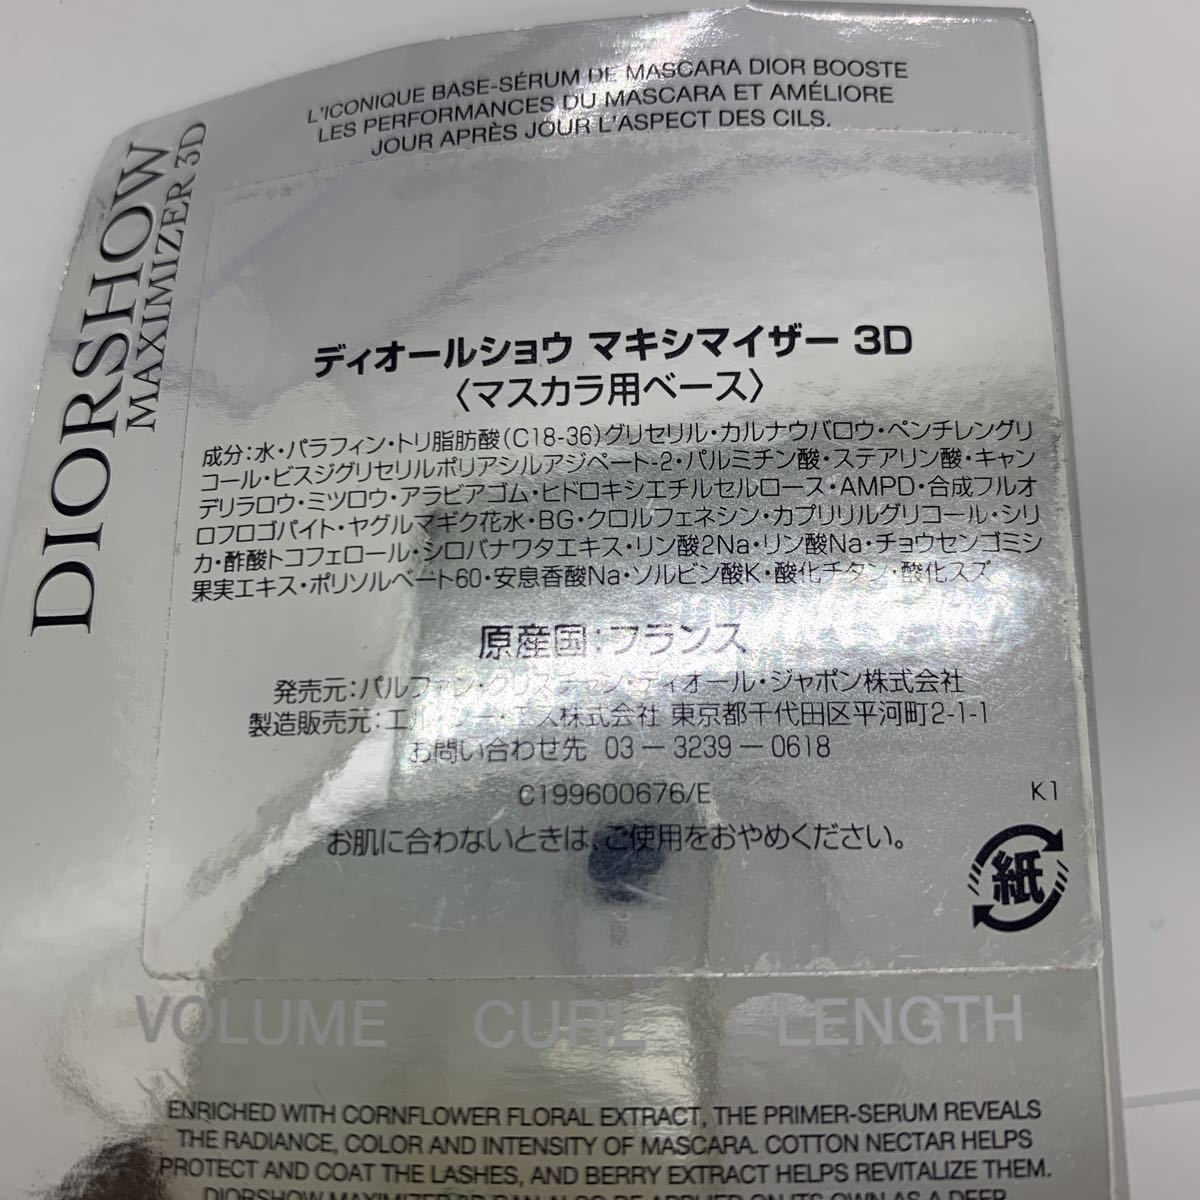 L'ICONIQUE BASE-SÉRUM DE MASCARA DIOR BOOSTE
LES PERFORMANCES DU MASCARA ET AMÉLIORE
JOUR APRÈS JOUR L'ASPECT DES CILS.
DIORSHOW
MAXIMIZER 3D
ディオールショウ マキシマイザー 3D
〈マスカラ用ベース〉
成分:水・パラフィン・トリ脂肪酸(C18-36)グリセリル・カルナウバロウ・ペンチレングリ
コール・ビスジグリセリルポリアシルアジペート-2・パルミチン酸・ステアリン酸・キャン
デリラロウ・ミツロウ・アラビアゴム・ヒドロキシエチルセルロース・AMPD・合成フルオ
ロフロゴパイト・ヤグルマギク花水・BG・クロルフェネシン・カプリリルグリコール・シリ
カ・酢酸トコフェロール・シロバナワタエキス・リン酸2Na・リン酸Na・チョウセンゴミシ
果実エキス・ポリソルベート60・安息香酸Na・ソルビン酸K・酸化チタン・酸化スズ
原産国:フランス
発売元:パルファン・クリスチャン・ディオール・ジャポン株式会社
製造販売元:エル・シー・エス株式会社 東京都千代田区平河町2-1-1
お問い合わせ先 03-3239-0618
C199600676/E
K1
お肌に合わないときは、ご使用をおやめください。
紙
VOLUME CURL LENGTH
ENRICHED WITH CORNFLOWER FLORAL EXTRACT, THE PRIMER-SERUM REVEALS
THE RADIANCE, COLOR AND INTENSITY OF MASCARA. COTTON NECTAR HELPS
PROTECT AND COAT THE LASHES, AND BERRY EXTRACT HELPS REVITALIZE THEM.
DIORSHOW MAXIMIZER 3D CAN ALSO BE APPLIED ON ITS OWN AS A DEEP